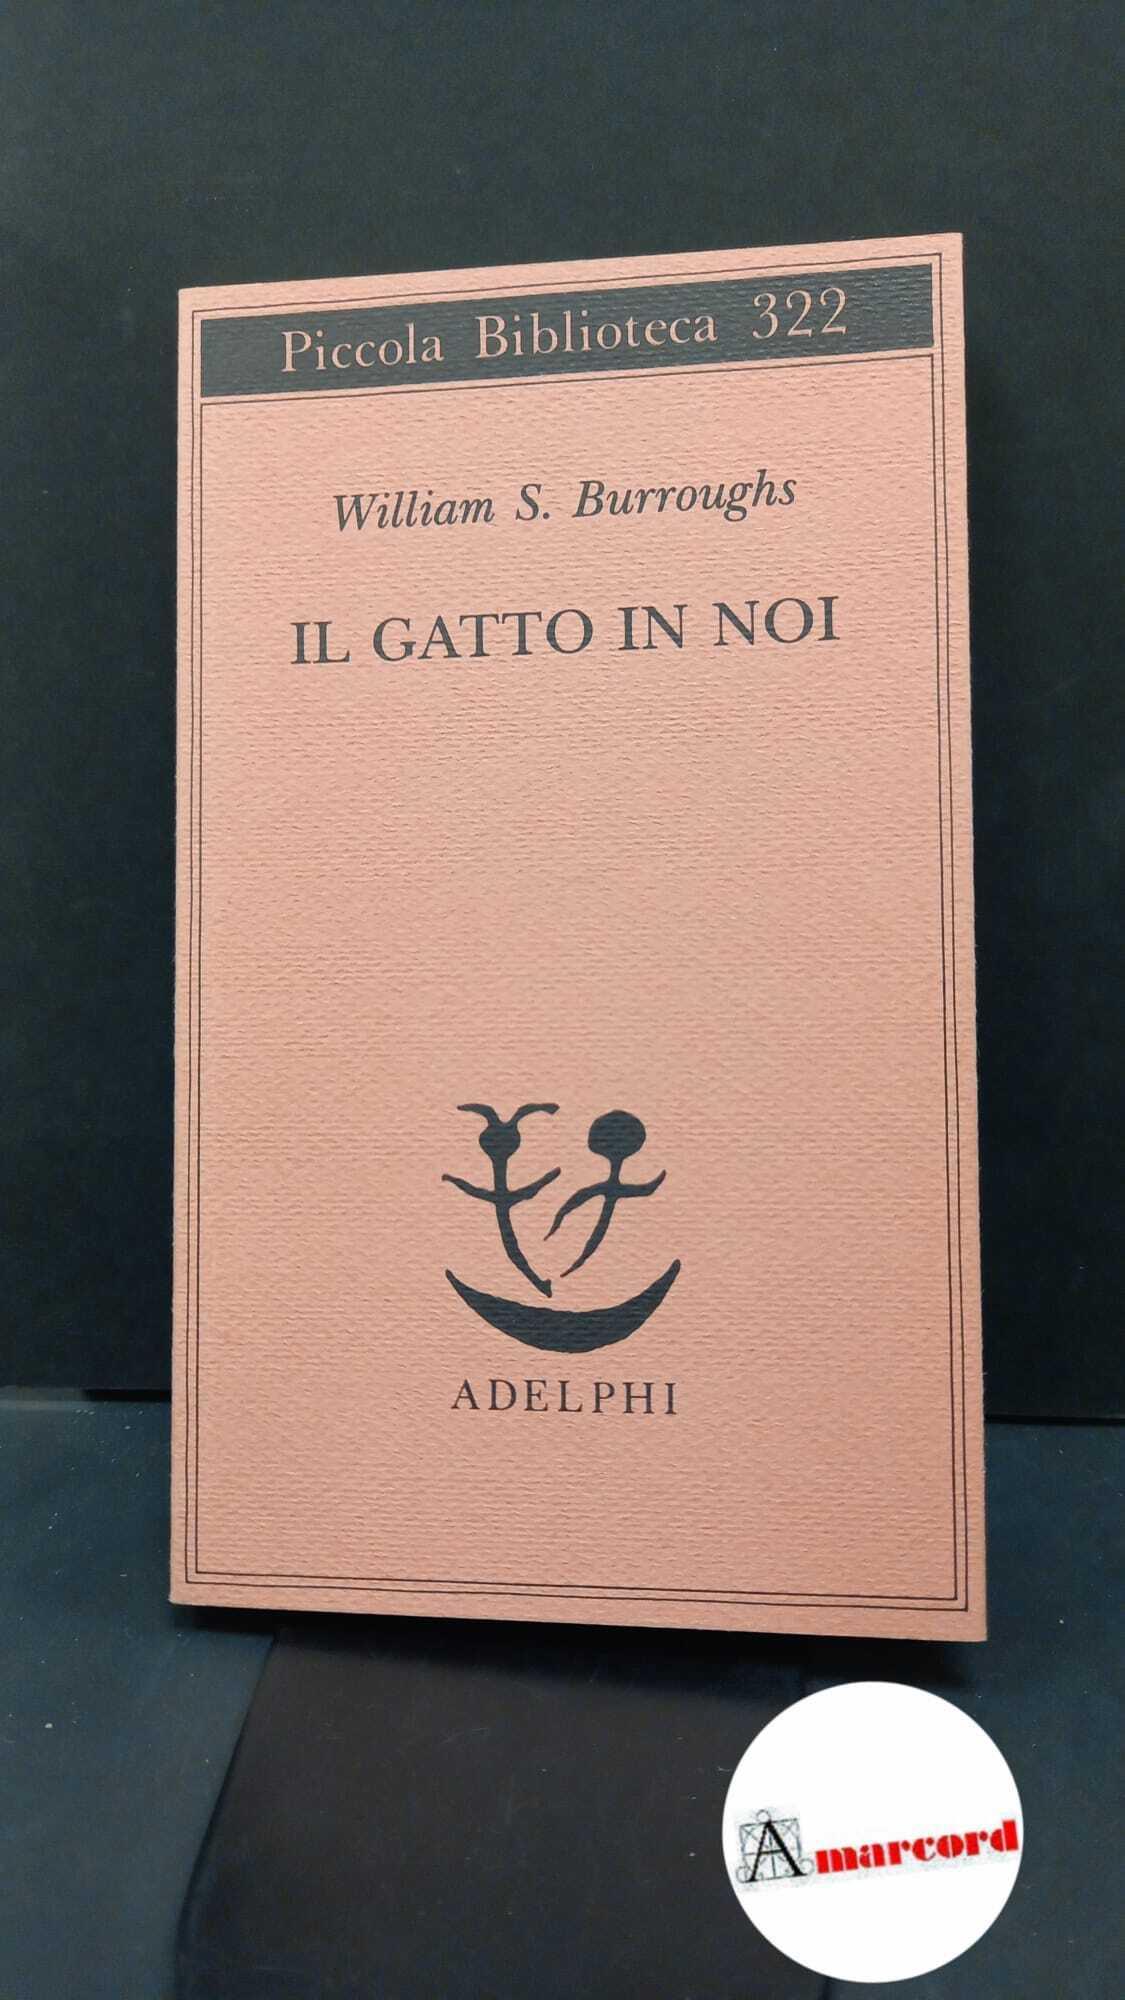 Piccola Biblioteca 322
William S. Burroughs
IL GATTO IN NOI
ADELPHI
Amarcord